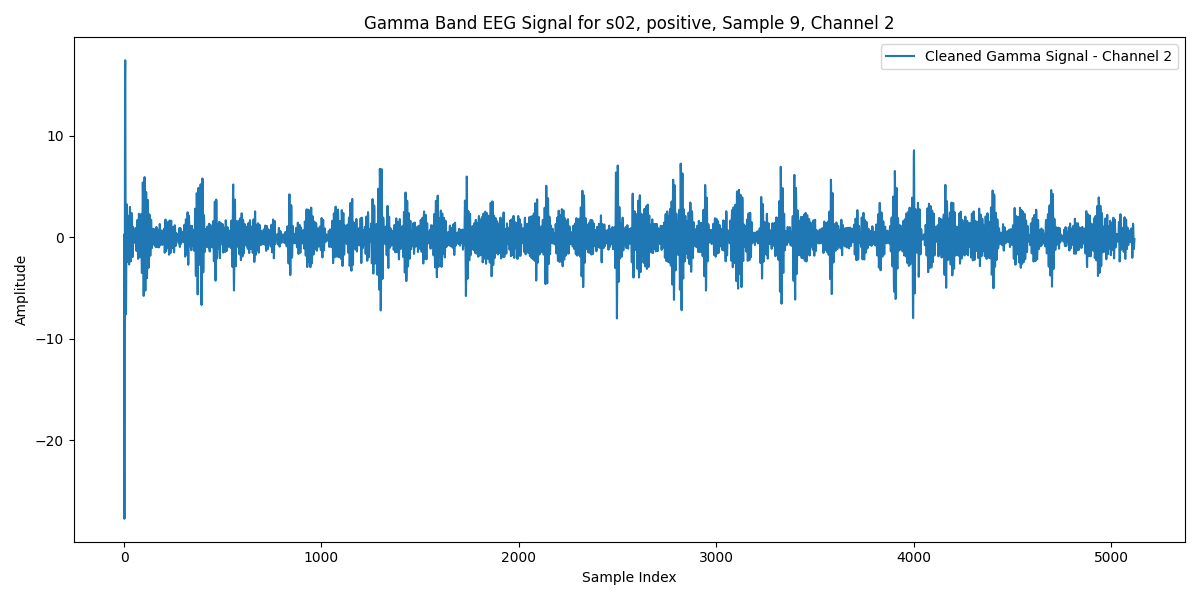 Gamma Band EEG Signal for s02, positive, Sample 9, Channel 2
Cleaned Gamma Signal - Channel 2
10
0
−10
−20
Amplitude
0 1000 2000 3000 4000 5000
Sample Index